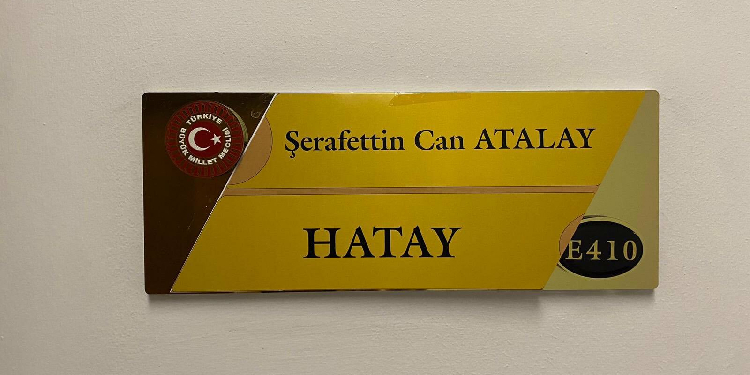 TÜRKİYE
BÜYÜK MİLLET MECLİSİ
Şerafettin Can ATALAY
HATAY
E410